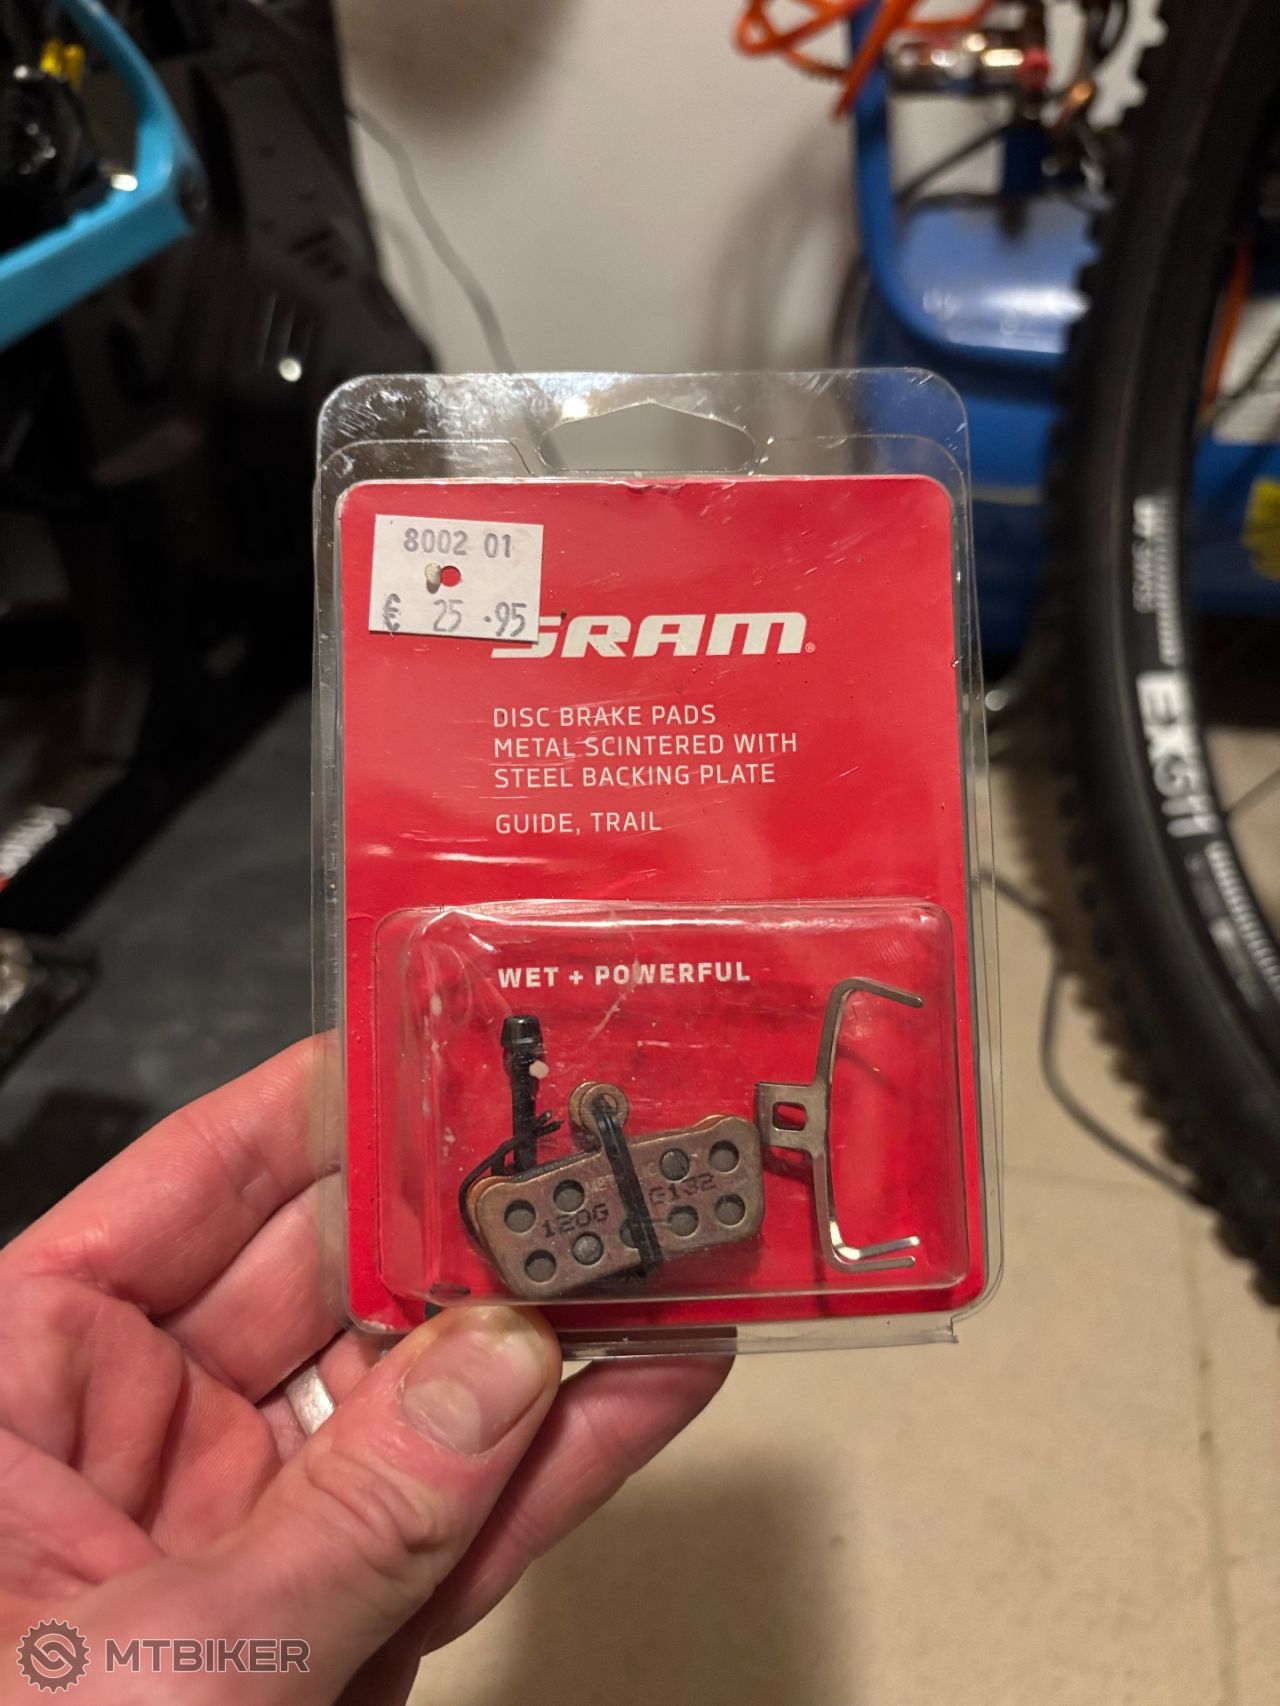 8002 01
€ 25.95
SRAM®
DISC BRAKE PADS
METAL SCINTERED WITH
STEEL BACKING PLATE
GUIDE, TRAIL
WET + POWERFUL
120G
G132
EX511
MTBIKER